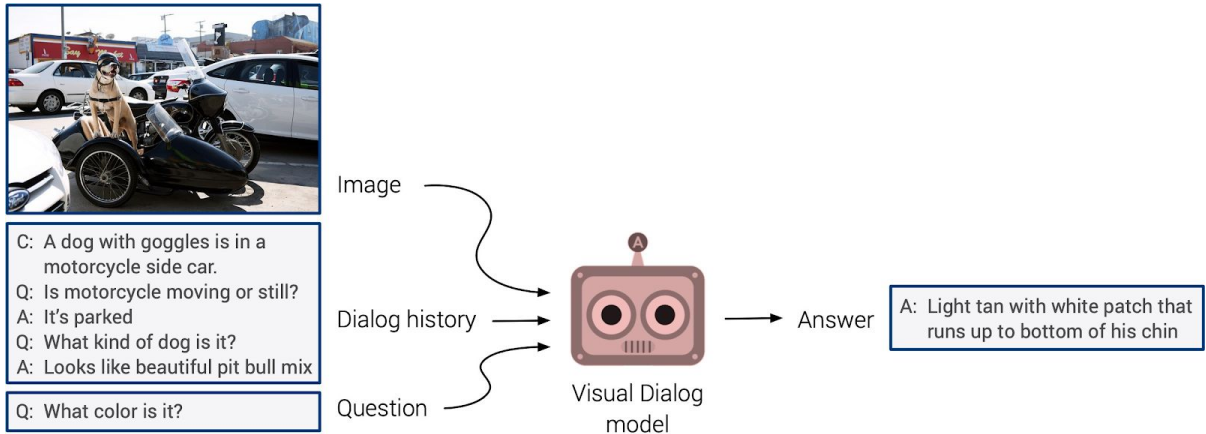 Image
C: A dog with goggles is in a
motorcycle side car.
Q: Is motorcycle moving or still?
A: It's parked
Q: What kind of dog is it?
A: Looks like beautiful pit bull mix
Dialog history
Q: What color is it?
Question
A
Visual Dialog
model
Answer
A: Light tan with white patch that
runs up to bottom of his chin